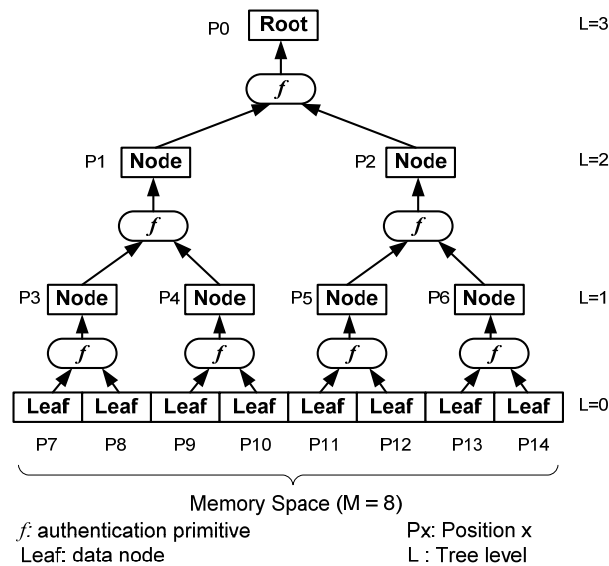 P0 Root L=3
f
P1 Node P2 Node L=2
f f
P3 Node P4 Node P5 Node P6 Node L=1
f f f f
Leaf Leaf Leaf Leaf Leaf Leaf Leaf Leaf L=0
P7 P8 P9 P10 P11 P12 P13 P14
Memory Space (M = 8)
f: authentication primitive Px: Position x
Leaf: data node L : Tree level